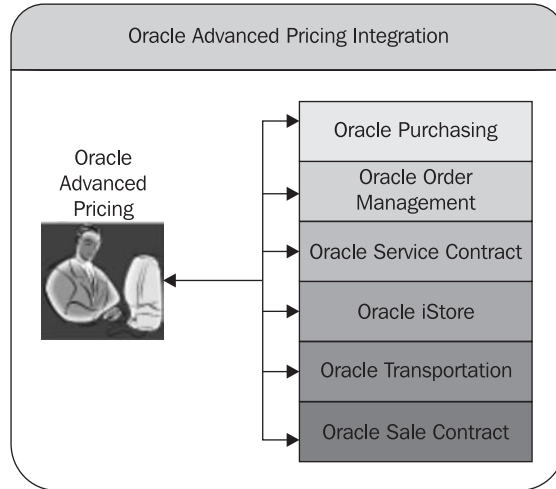 Oracle Advanced Pricing Integration
Oracle
Advanced
Pricing
Oracle Purchasing
Oracle Order
Management
Oracle Service Contract
Oracle iStore
Oracle Transportation
Oracle Sale Contract